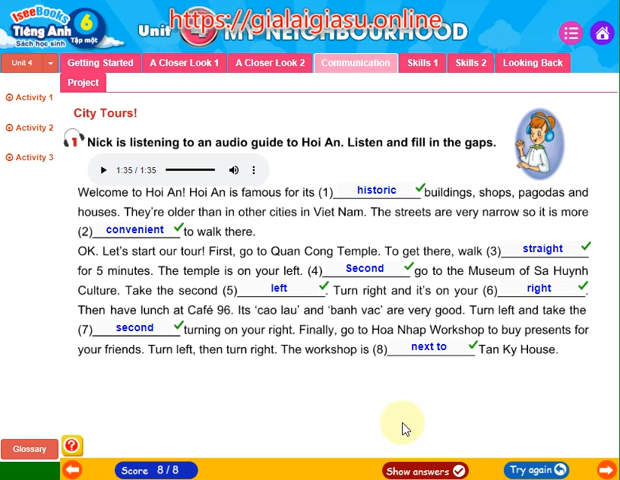 IseeBooks
Tiếng Anh 6
Sách học sinh Tập một
Unit 4 MY NEIGHBOURHOOD
https://gialaigiasu.online
Unit 4 Getting Started A Closer Look 1 A Closer Look 2 Communication Skills 1 Skills 2 Looking Back
Project
Activity 1
Activity 2
Activity 3
City Tours!
1 Nick is listening to an audio guide to Hoi An. Listen and fill in the gaps.
1:35 / 1:35
Welcome to Hoi An! Hoi An is famous for its (1) historic buildings, shops, pagodas and
houses. They're older than in other cities in Viet Nam. The streets are very narrow so it is more
(2) convenient to walk there.
OK. Let's start our tour! First, go to Quan Cong Temple. To get there, walk (3) straight
for 5 minutes. The temple is on your left. (4) Second go to the Museum of Sa Huynh
Culture. Take the second (5) left. Turn right and it's on your (6) right.
Then have lunch at Café 96. Its 'cao lau' and 'banh vac' are very good. Turn left and take the
(7) second turning on your right. Finally, go to Hoa Nhap Workshop to buy presents for
your friends. Turn left, then turn right. The workshop is (8) next to Tan Ky House.
Glossary ?
Score 8 / 8 Show answers Try again